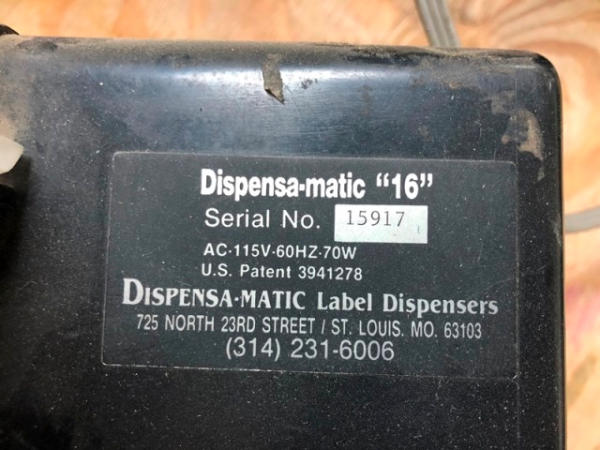 Dispensa-matic "16"
Serial No. 15917
AC-115V-60HZ-70W
U.S. Patent 3941278
DISPENSA-MATIC Label Dispensers
725 NORTH 23RD STREET / ST. LOUIS. MO. 63103
(314) 231-6006